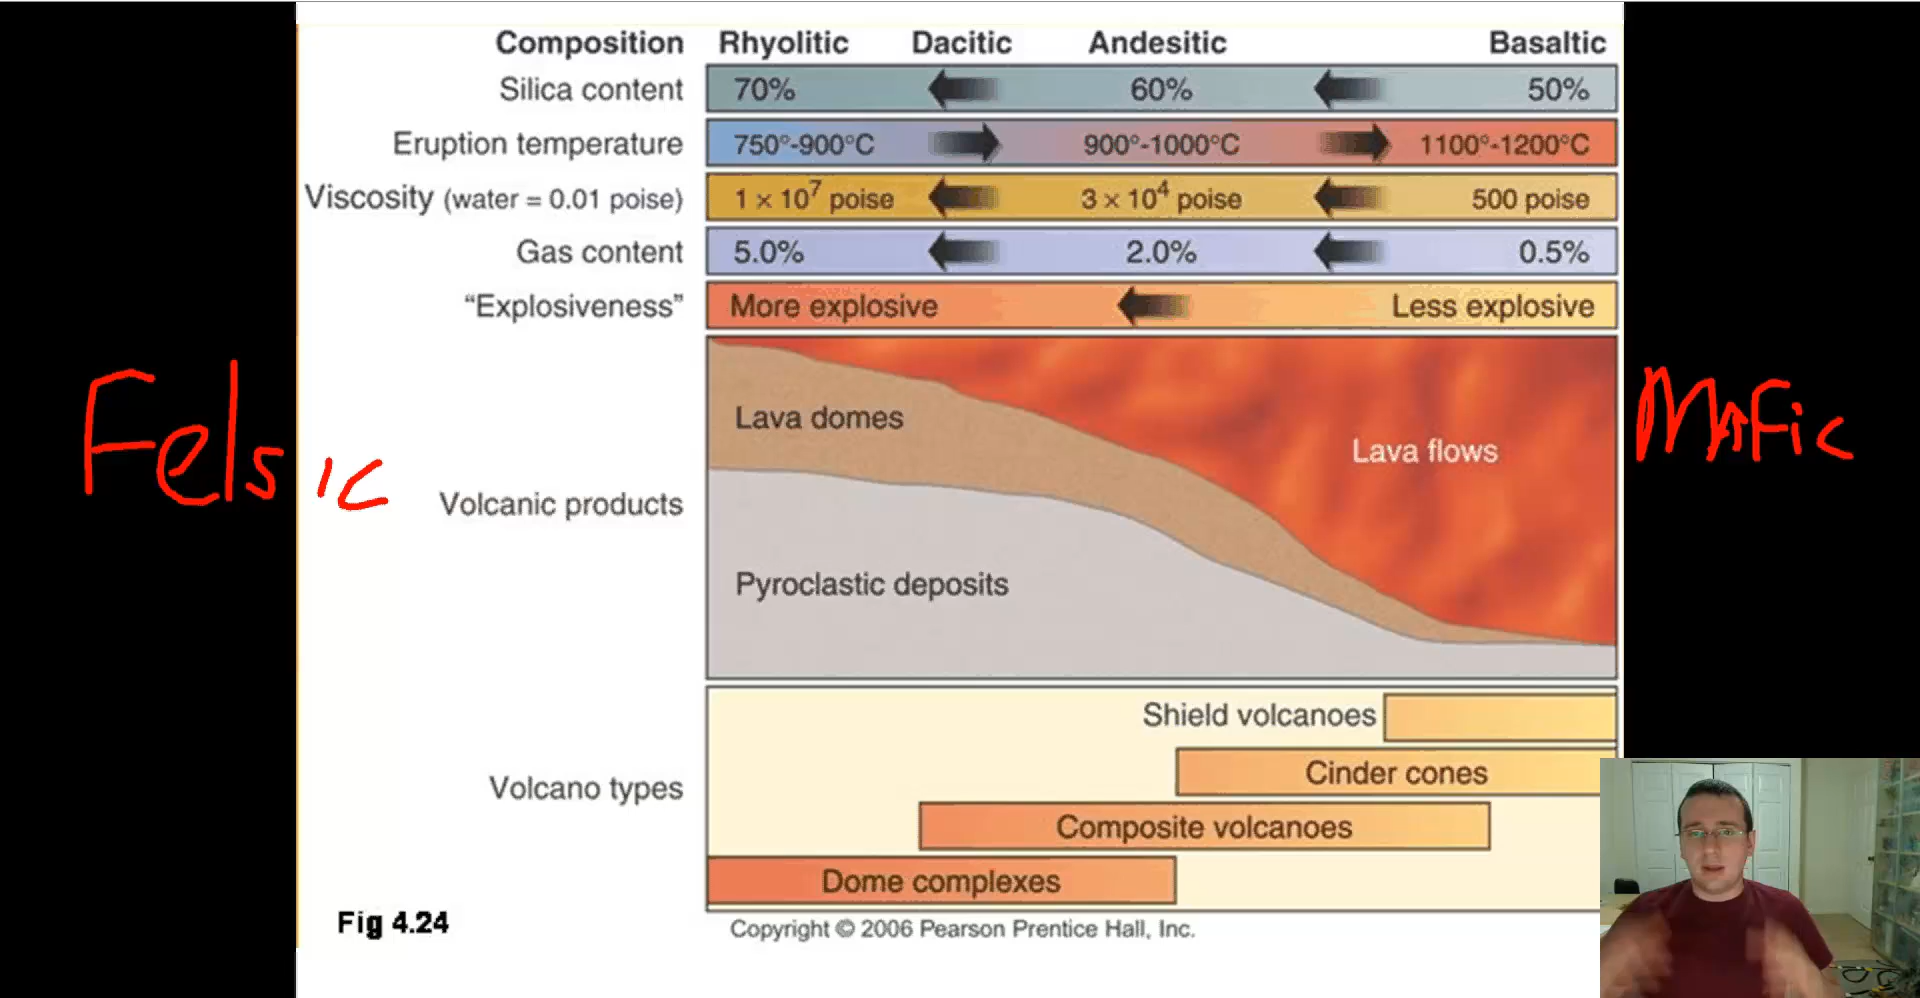 Composition Rhyolitic Dacitic Andesitic Basaltic
Silica content 70% 60% 50%
Eruption temperature 750°-900°C 900°-1000°C 1100°-1200°C
Viscosity (water = 0.01 poise) 1 × 10⁷ poise 3 × 10⁴ poise 500 poise
Gas content 5.0% 2.0% 0.5%
“Explosiveness” More explosive Less explosive
Felsic
Mafic
Volcanic products
Lava domes
Lava flows
Pyroclastic deposits
Volcano types
Shield volcanoes
Cinder cones
Composite volcanoes
Dome complexes
Fig 4.24
Copyright © 2006 Pearson Prentice Hall, Inc.